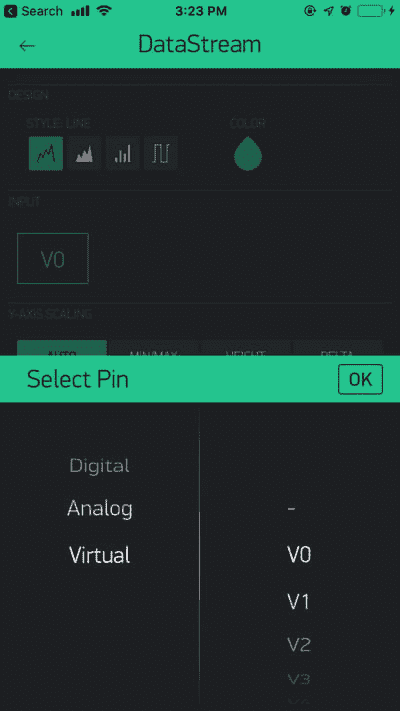 Search 3:23 PM
DataStream
DESIGN
STYLE: LINE COLOR
INPUT
V0
Y-AXIS SCALING
AUTO MIN/MAX HEIGHT DELTA
Select Pin OK
Digital
Analog -
Virtual V0
V1
V2
V3